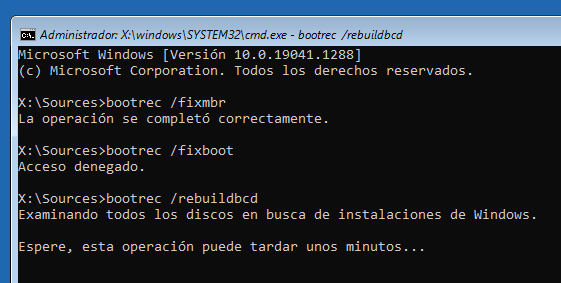 Administrador: X:\windows\SYSTEM32\cmd.exe - bootrec /rebuildbcd
Microsoft Windows [Versión 10.0.19041.1288]
(c) Microsoft Corporation. Todos los derechos reservados.
X:\Sources>bootrec /fixmbr
La operación se completó correctamente.
X:\Sources>bootrec /fixboot
Acceso denegado.
X:\Sources>bootrec /rebuildbcd
Examinando todos los discos en busca de instalaciones de Windows.
Espere, esta operación puede tardar unos minutos...